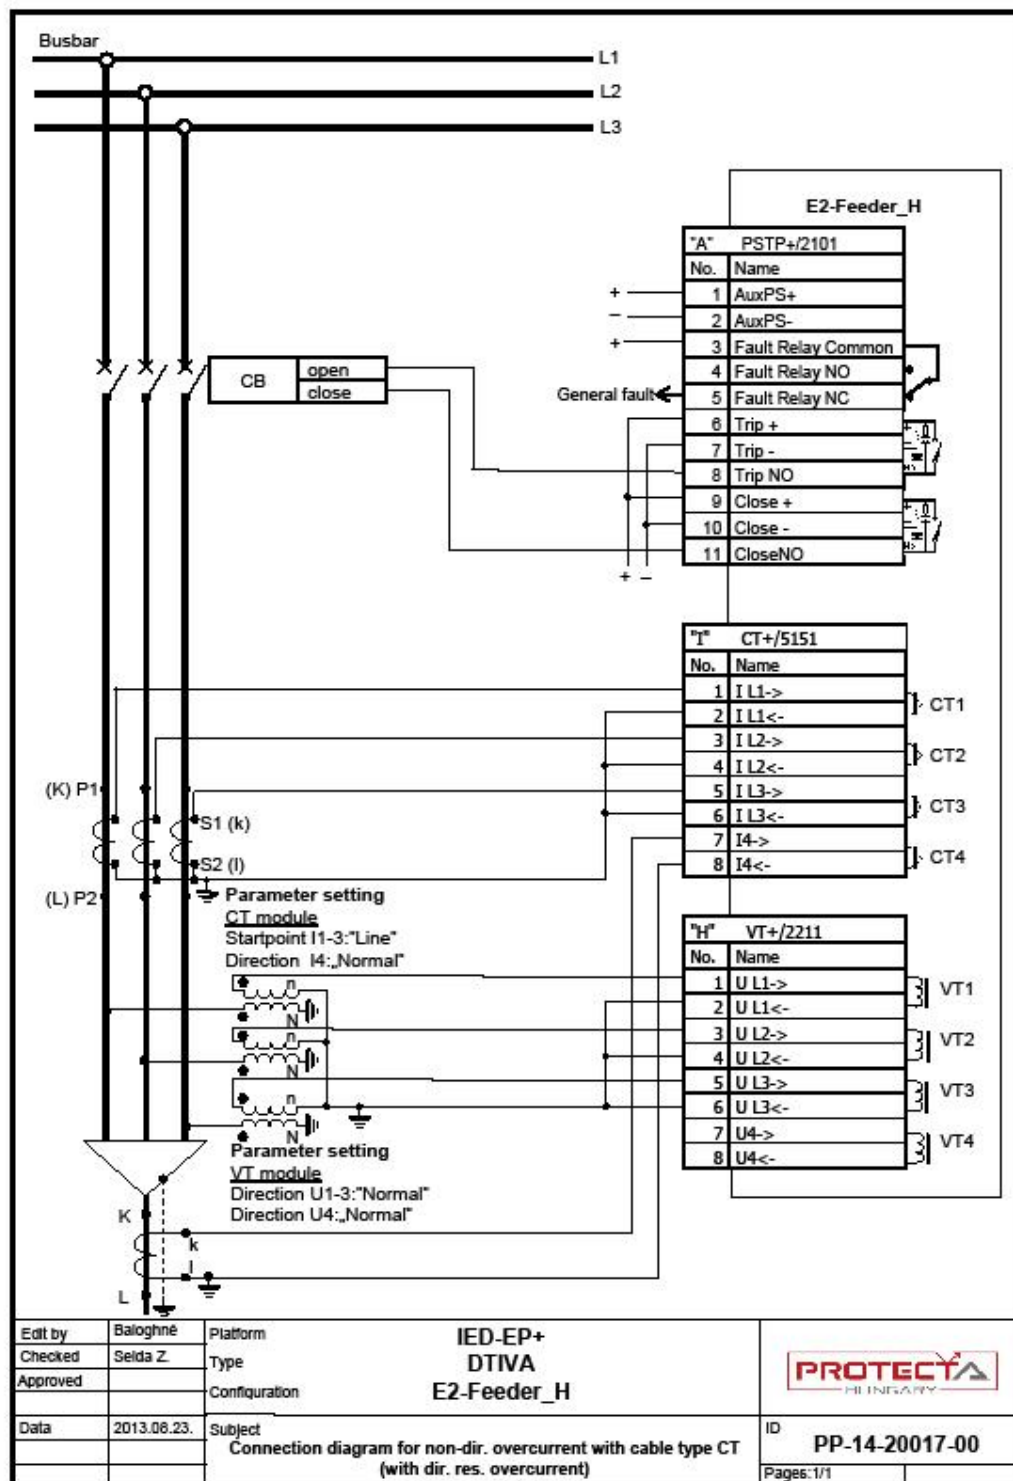 Busbar
L1
L2
L3
E2-Feeder_H
"A" PSTP+/2101
No. Name
+ 1 AuxPS+
– 2 AuxPS-
+ 3 Fault Relay Common
4 Fault Relay NO
General fault 5 Fault Relay NC
6 Trip +
7 Trip -
8 Trip NO
9 Close +
10 Close -
11 CloseNO
+ –
CB open
close
"I" CT+/5151
No. Name
1 I L1->
2 I L1<-
3 I L2->
4 I L2<-
5 I L3->
6 I L3<-
7 I4->
8 I4<-
CT1
CT2
CT3
CT4
(K) P1
S1 (k)
S2 (l)
(L) P2
Parameter setting
CT module
Startpoint I1-3:"Line"
Direction I4:„Normal"
n
N
n
N
n
N
"H" VT+/2211
No. Name
1 U L1->
2 U L1<-
3 U L2->
4 U L2<-
5 U L3->
6 U L3<-
7 U4->
8 U4<-
VT1
VT2
VT3
VT4
Parameter setting
VT module
Direction U1-3:"Normal"
Direction U4:„Normal"
K
k
l
L
Edit by Baloghné
Checked Selda Z.
Approved
Data 2013.08.23.
Platform IED-EP+
Type DTIVA
Configuration E2-Feeder_H
Subject
Connection diagram for non-dir. overcurrent with cable type CT
(with dir. res. overcurrent)
PROTECTA
HUNGARY
ID PP-14-20017-00
Pages:1/1